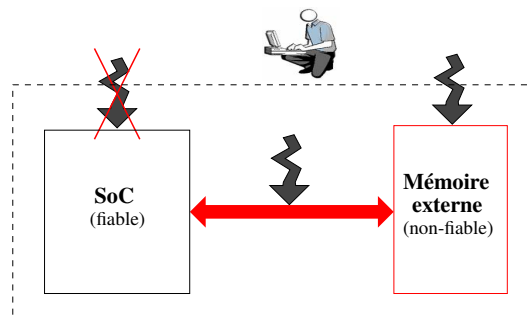 SoC
(fiable)
Mémoire
externe
(non-fiable)